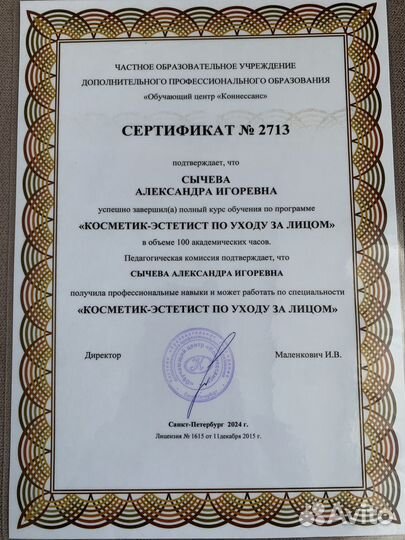 ЧАСТНОЕ ОБРАЗОВАТЕЛЬНОЕ УЧРЕЖДЕНИЕ
ДОПОЛНИТЕЛЬНОГО ПРОФЕССИОНАЛЬНОГО ОБРАЗОВАНИЯ
«Обучающий центр «Коннессанс»
СЕРТИФИКАТ № 2713
подтверждает, что
СЫЧЕВА
АЛЕКСАНДРА ИГОРЕВНА
успешно завершил(а) полный курс обучения по программе
«КОСМЕТИК-ЭСТЕТИСТ ПО УХОДУ ЗА ЛИЦОМ»
в объеме 100 академических часов.
Педагогическая комиссия подтверждает, что
СЫЧЕВА АЛЕКСАНДРА ИГОРЕВНА
получила профессиональные навыки и может работать по специальности
«КОСМЕТИК-ЭСТЕТИСТ ПО УХОДУ ЗА ЛИЦОМ»
Директор Маленкович И.В.
Санкт-Петербург 2024 г.
Лицензия № 1615 от 11декабря 2015 г.
Avito